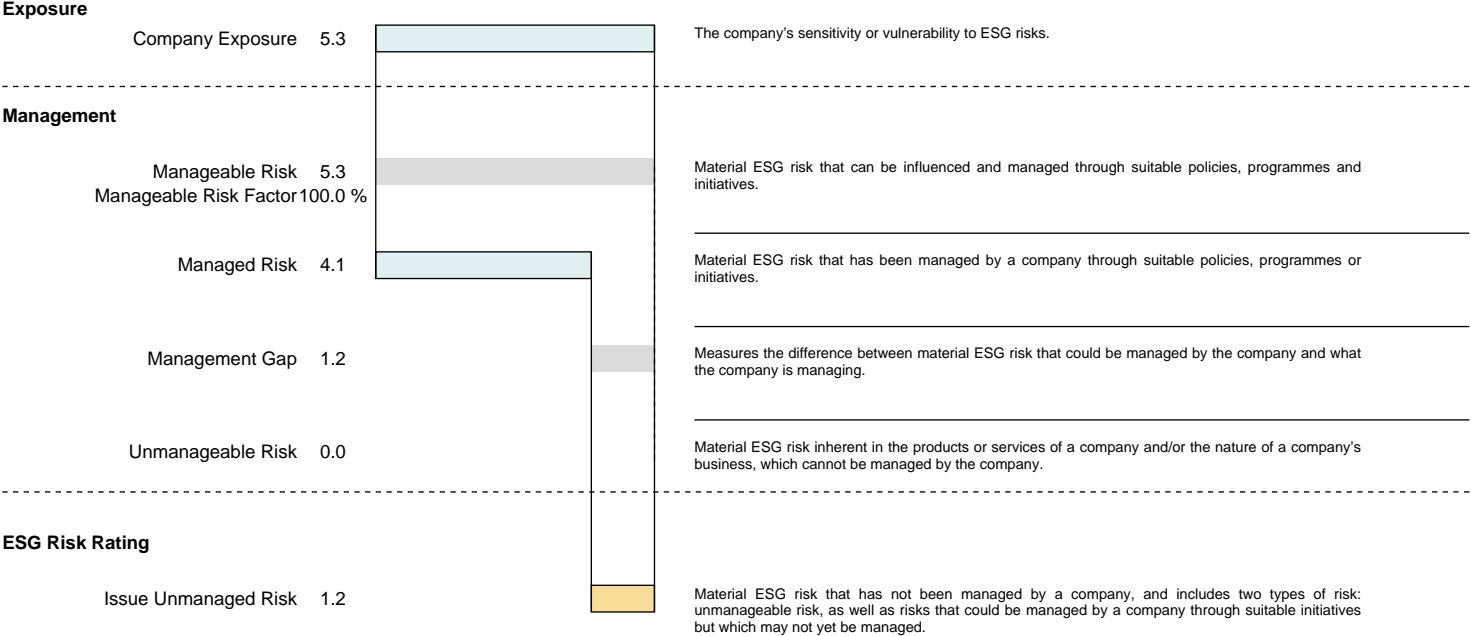 Exposure
Company Exposure 5.3
The company’s sensitivity or vulnerability to ESG risks.
Management
Manageable Risk 5.3
Manageable Risk Factor 100.0 %
Material ESG risk that can be influenced and managed through suitable policies, programmes and
initiatives.
Managed Risk 4.1
Material ESG risk that has been managed by a company through suitable policies, programmes or
initiatives.
Management Gap 1.2
Measures the difference between material ESG risk that could be managed by the company and what
the company is managing.
Unmanageable Risk 0.0
Material ESG risk inherent in the products or services of a company and/or the nature of a company’s
business, which cannot be managed by the company.
ESG Risk Rating
Issue Unmanaged Risk 1.2
Material ESG risk that has not been managed by a company, and includes two types of risk:
unmanageable risk, as well as risks that could be managed by a company through suitable initiatives
but which may not yet be managed.